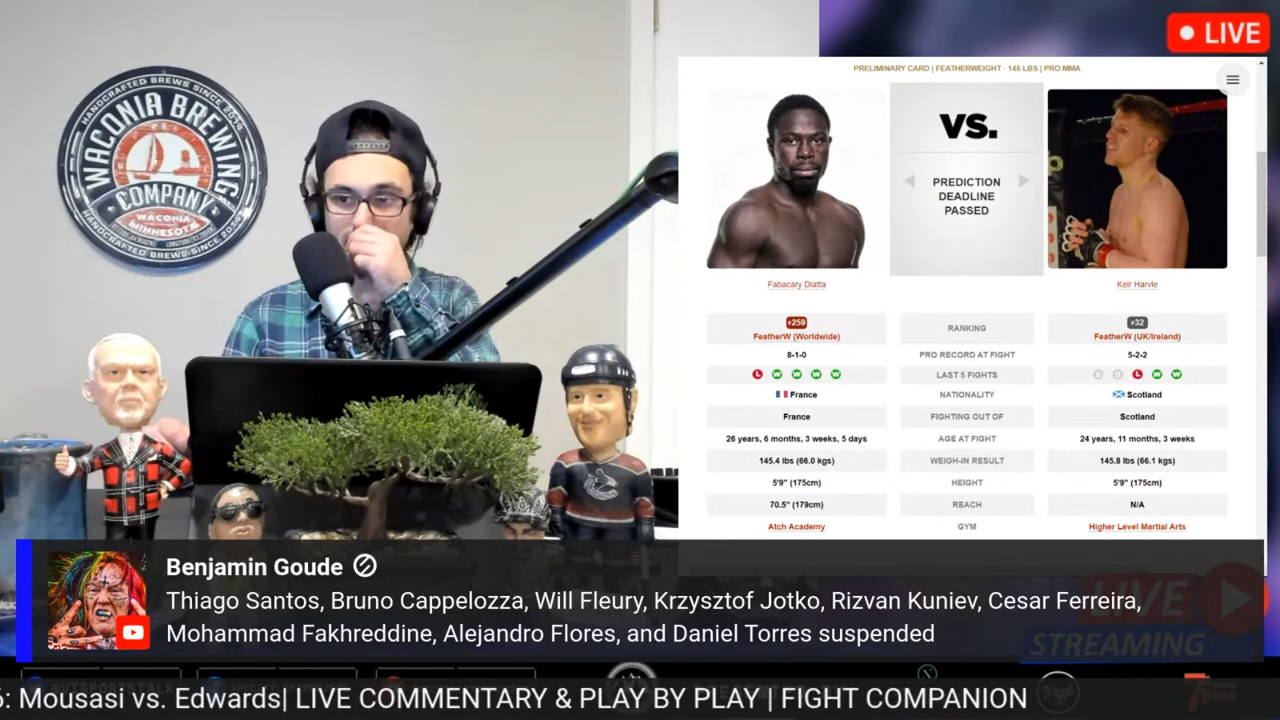 LIVE
PRELIMINARY CARD | FEATHERWEIGHT · 145 LBS | PRO MMA
HANDCRAFTED BREWS SINCE 2014
WACONIA BREWING
COMPANY
WACONIA
MINNESOTA
HANDCRAFTED BREWS SINCE
VS.
PREDICTION
DEADLINE
PASSED
Fabacary Diatta
Keir Harvie
#259
RANKING
#32
FeatherW (Worldwide)
FeatherW (UK/Ireland)
8-1-0
PRO RECORD AT FIGHT
5-2-2
L W W W W
LAST 5 FIGHTS
L W W
France
NATIONALITY
Scotland
France
FIGHTING OUT OF
Scotland
26 years, 6 months, 3 weeks, 5 days
AGE AT FIGHT
24 years, 11 months, 3 weeks
145.4 lbs (66.0 kgs)
WEIGH-IN RESULT
145.8 lbs (66.1 kgs)
5'9" (175cm)
HEIGHT
5'9" (175cm)
70.5" (179cm)
REACH
N/A
Atch Academy
GYM
Higher Level Martial Arts
Benjamin Goude
Thiago Santos, Bruno Cappelozza, Will Fleury, Krzysztof Jotko, Rizvan Kuniev, Cesar Ferreira,
Mohammad Fakhreddine, Alejandro Flores, and Daniel Torres suspended
LIVE
STREAMING
6: Mousasi vs. Edwards| LIVE COMMENTARY & PLAY BY PLAY | FIGHT COMPANION